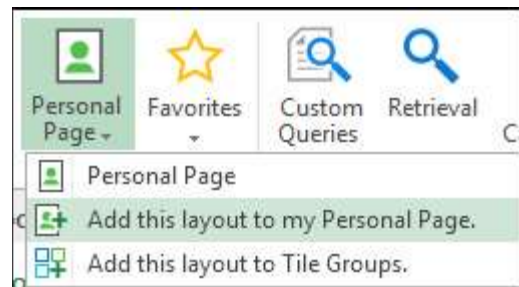 Personal
Page
Favorites
Custom
Queries
Retrieval
C
Personal Page
Add this layout to my Personal Page.
Add this layout to Tile Groups.